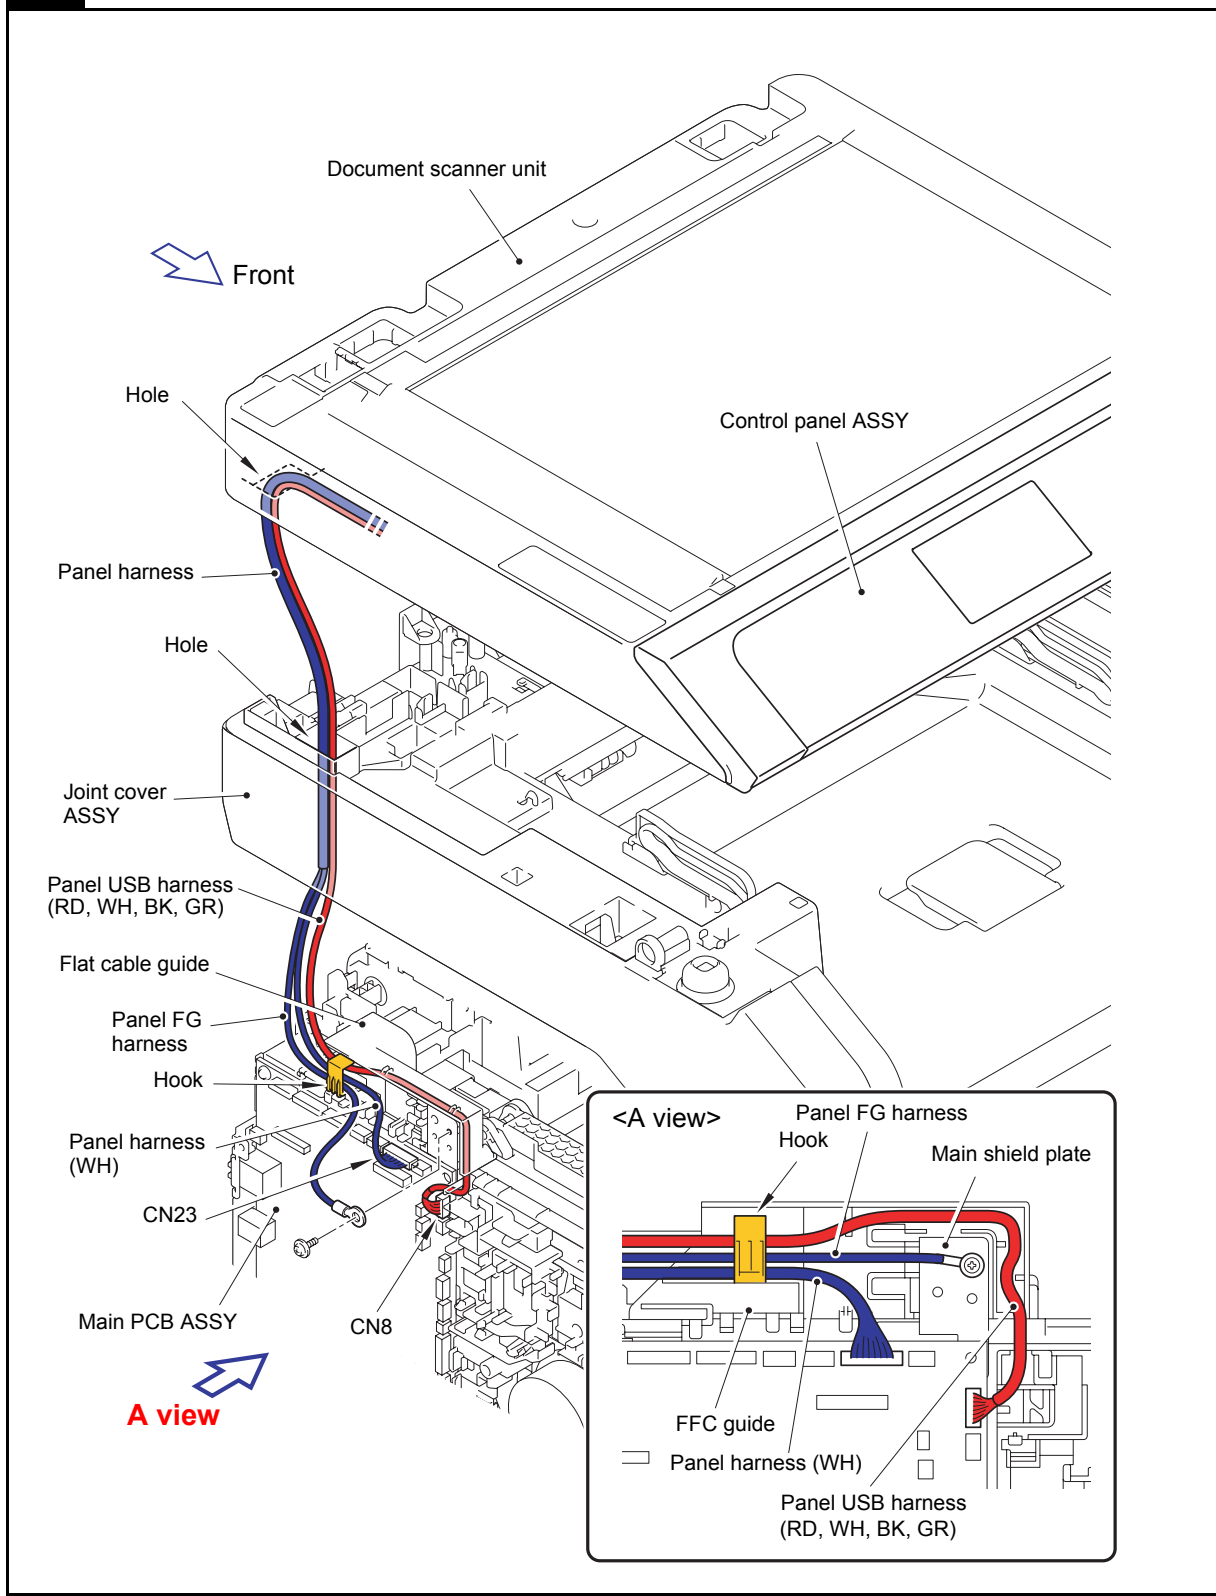 Document scanner unit
Front
Hole
Control panel ASSY
Panel harness
Hole
Joint cover
ASSY
Panel USB harness
(RD, WH, BK, GR)
Flat cable guide
Panel FG
harness
Hook
Panel harness
(WH)
CN23
Main PCB ASSY
CN8
A view
<A view>
Panel FG harness
Hook
Main shield plate
FFC guide
Panel harness (WH)
Panel USB harness
(RD, WH, BK, GR)